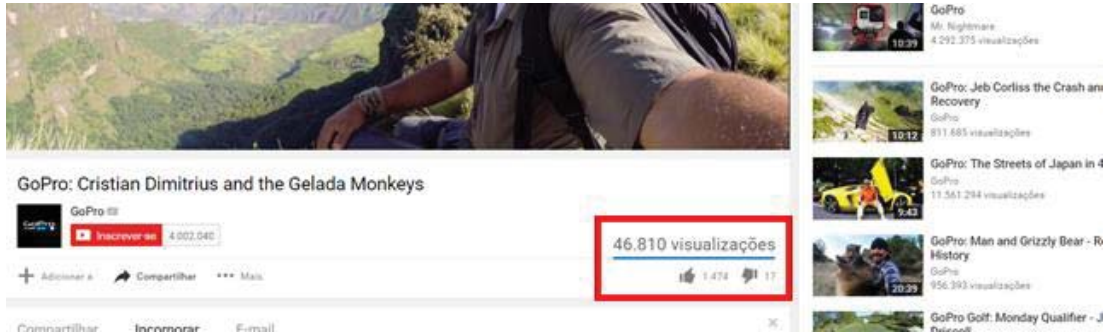 GoPro: Cristian Dimitrius and the Gelada Monkeys
GoPro
Inscrever-se 4.002.040
46.810 visualizações
Adicionar a Compartilhar Mais
1.474 17
Compartilhar Incorporar E-mail
GoPro
Mr. Nightmare
4.292.375 visualizações
10:39
GoPro: Jeb Corliss the Crash and
Recovery
GoPro
811.685 visualizações
10:12
GoPro: The Streets of Japan in 4
GoPro
11.561.294 visualizações
9:43
GoPro: Man and Grizzly Bear - Re
History
GoPro
956.393 visualizações
20:39
GoPro Golf: Monday Qualifier - J
Driscoll